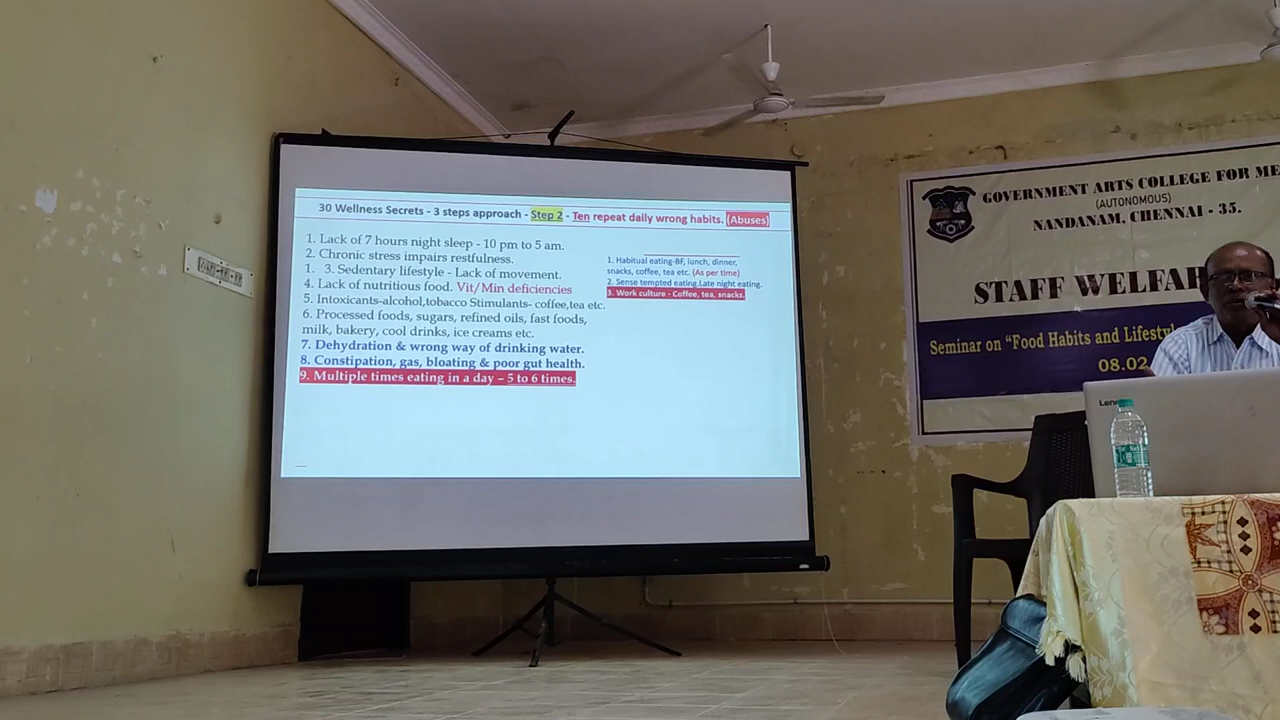 30 Wellness Secrets - 3 steps approach - Step 2 - Ten repeat daily wrong habits. (Abuses)
1. Lack of 7 hours night sleep - 10 pm to 5 am.
2. Chronic stress impairs restfulness.
1. 3. Sedentary lifestyle - Lack of movement.
4. Lack of nutritious food. Vit/Min deficiencies
5. Intoxicants-alcohol,tobacco Stimulants- coffee,tea etc.
6. Processed foods, sugars, refined oils, fast foods,
milk, bakery, cool drinks, ice creams etc.
7. Dehydration & wrong way of drinking water.
8. Constipation, gas, bloating & poor gut health.
9. Multiple times eating in a day – 5 to 6 times.
1. Habitual eating-BF, lunch, dinner,
snacks, coffee, tea etc. (As per time)
2. Sense tempted eating.Late night eating.
3. Work culture - Coffee, tea, snacks.
GOVERNMENT ARTS COLLEGE FOR ME
(AUTONOMOUS)
NANDANAM, CHENNAI - 35.
STAFF WELFAR
Seminar on "Food Habits and Lifestyl
08.02
Leno